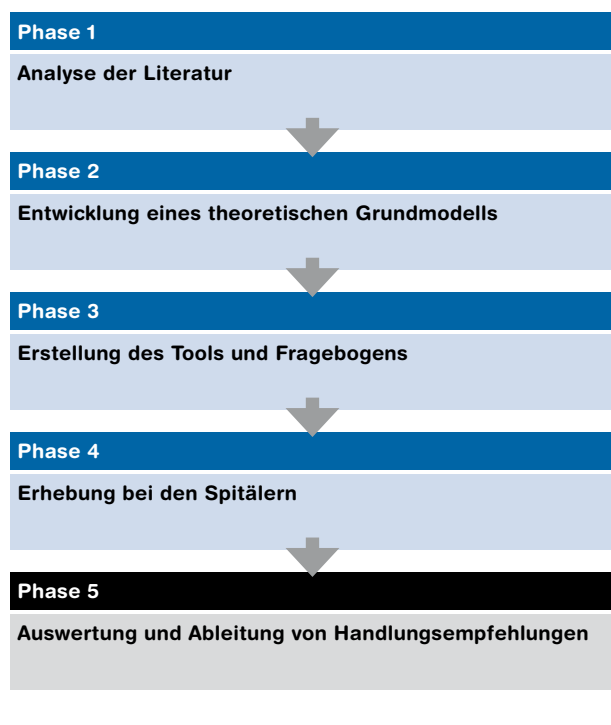 Phase 1
Analyse der Literatur
Phase 2
Entwicklung eines theoretischen Grundmodells
Phase 3
Erstellung des Tools und Fragebogens
Phase 4
Erhebung bei den Spitälern
Phase 5
Auswertung und Ableitung von Handlungsempfehlungen